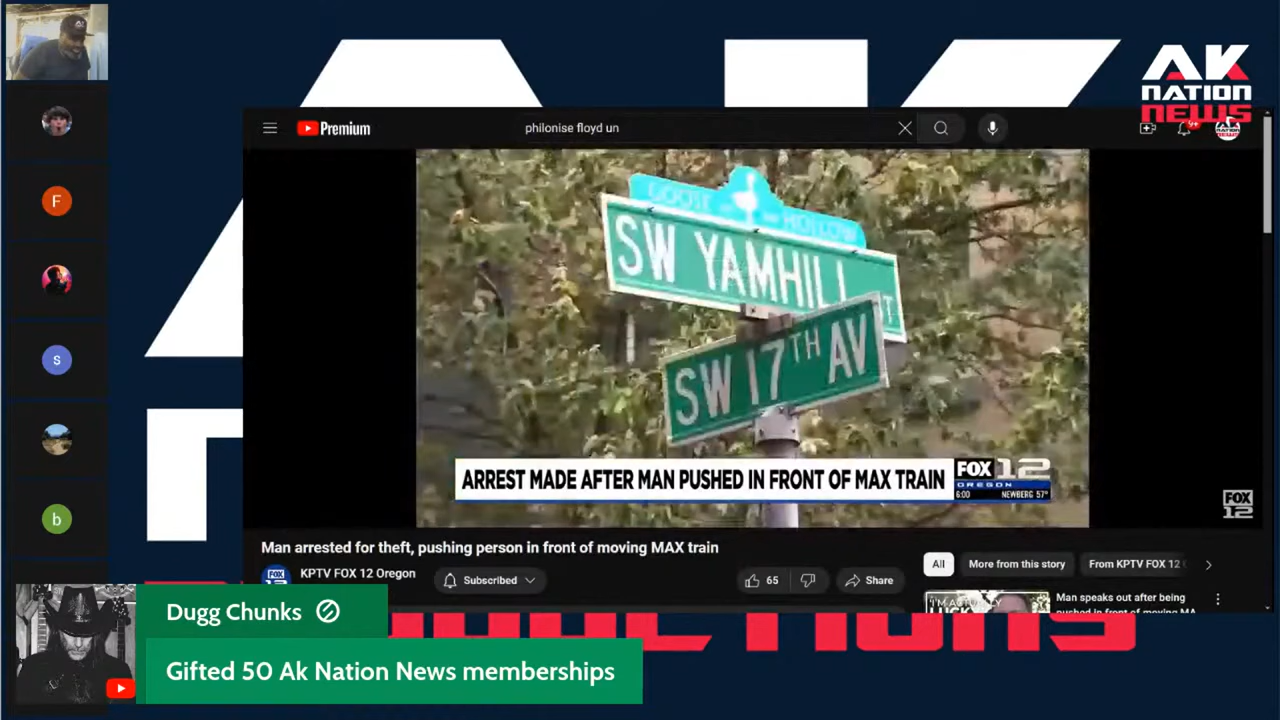 AK
NATION
NEWS
Premium
philonise floyd un
9+
GOOSE HOLLOW
SW YAMHILL ST
SW 17TH AV
ARREST MADE AFTER MAN PUSHED IN FRONT OF MAX TRAIN
FOX 12
OREGON
6:00 NEWBERG 57°
FOX
12
Man arrested for theft, pushing person in front of moving MAX train
KPTV FOX 12 Oregon
Subscribed
65
Share
All
More from this story
From KPTV FOX 12
"I'M ACTUALLY
LUCKY
Man speaks out after being
pushed in front of moving MA
F
s
b
Dugg Chunks
Gifted 50 Ak Nation News memberships